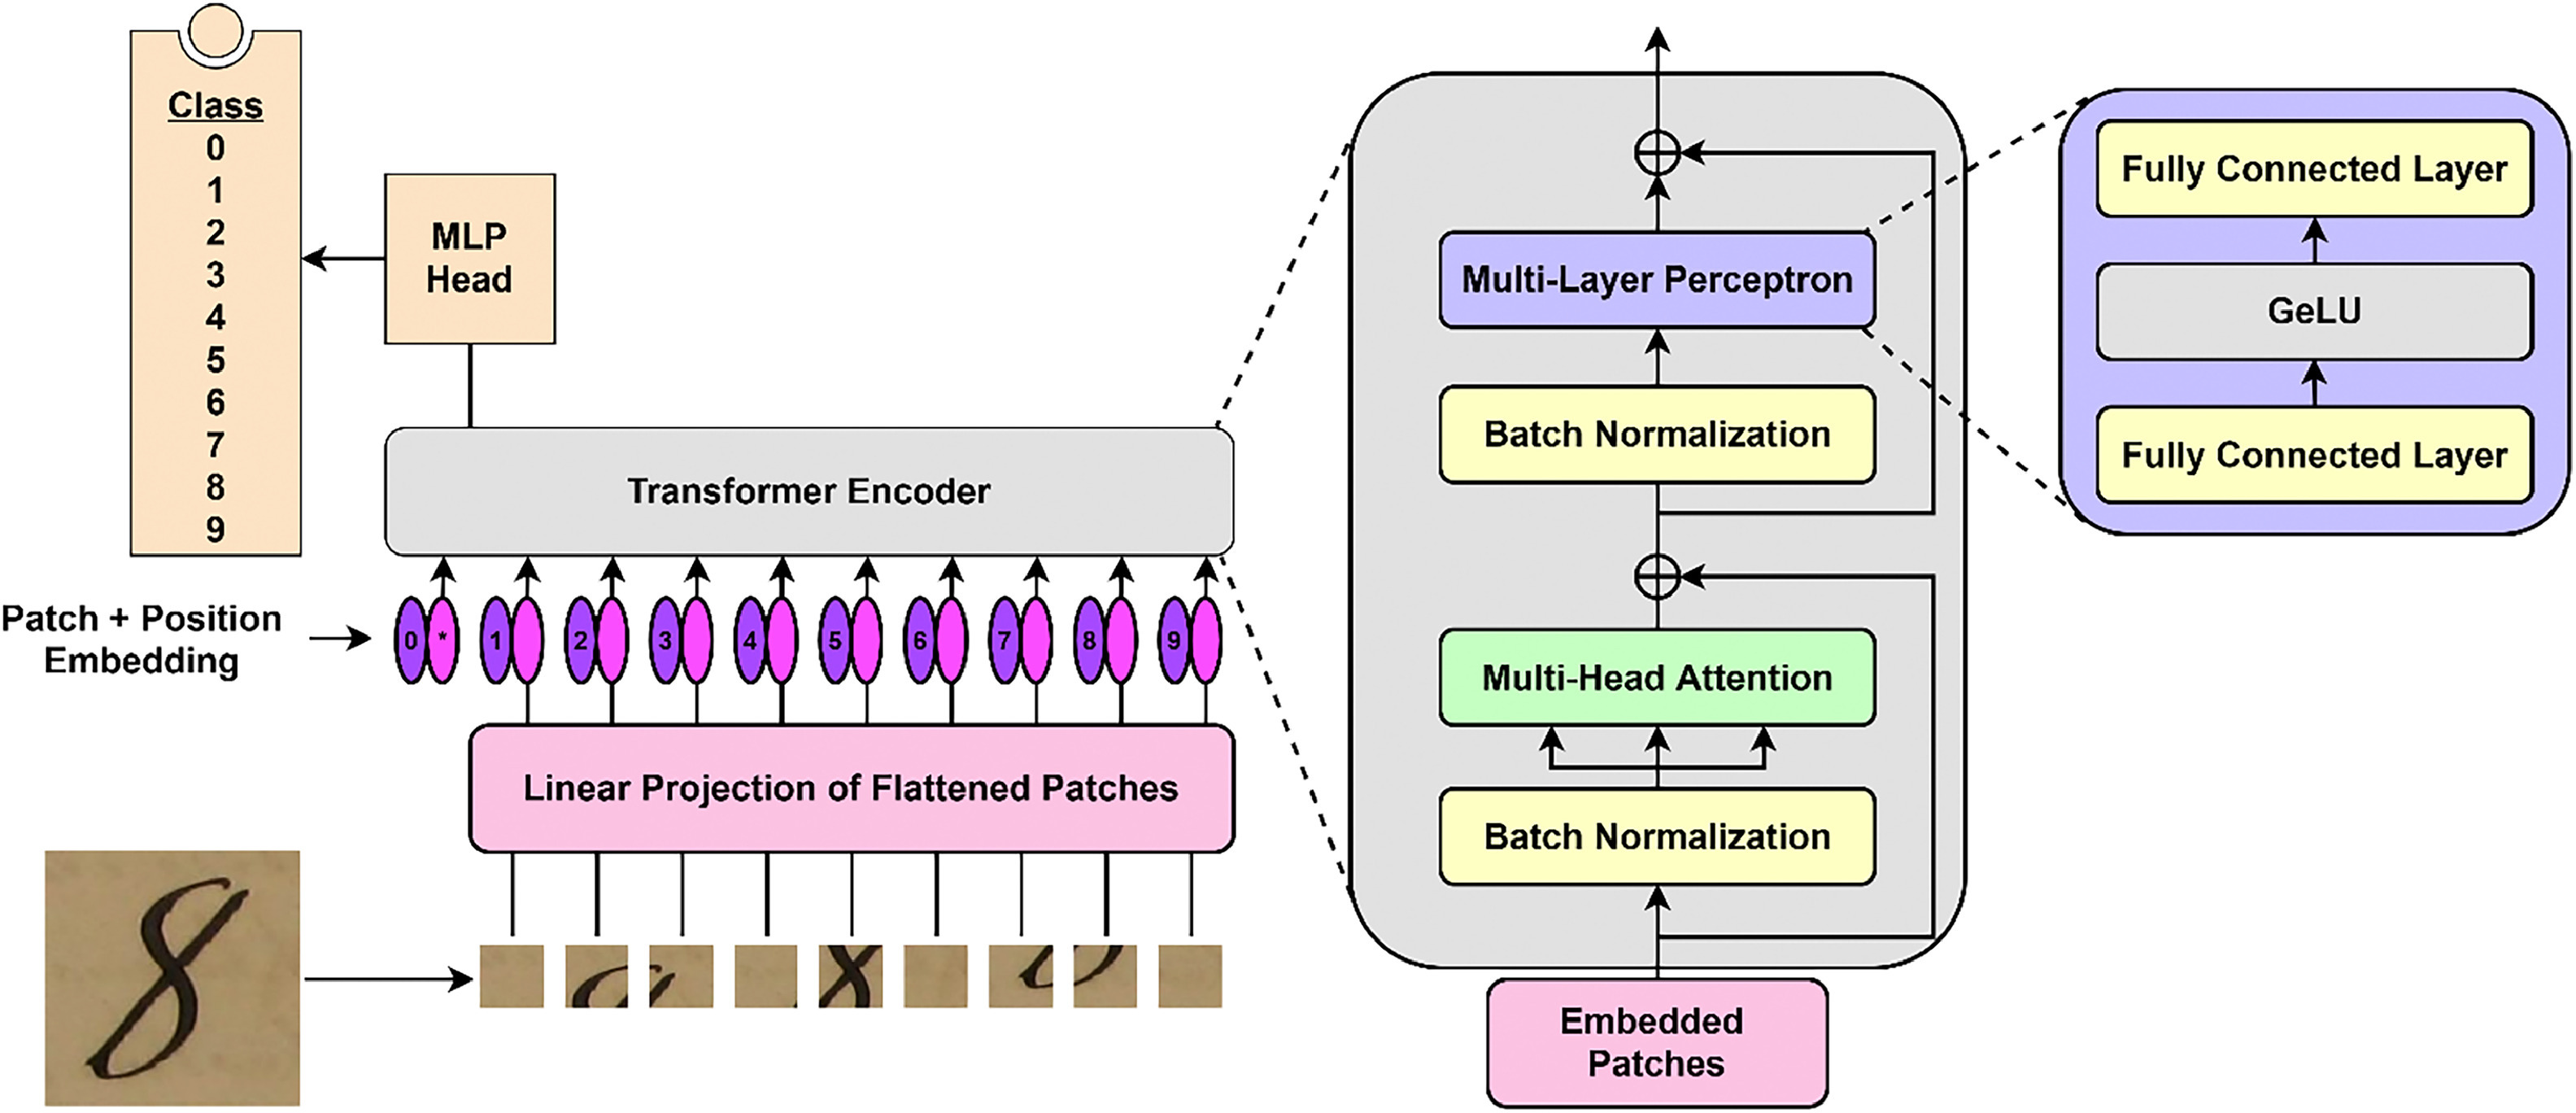 Class
0
1
2
3
4
5
6
7
8
9
MLP
Head
Transformer Encoder
Patch + Position
Embedding
0 * 1 2 3 4 5 6 7 8 9
Linear Projection of Flattened Patches
8
Multi-Layer Perceptron
Batch Normalization
Multi-Head Attention
Batch Normalization
Embedded
Patches
Fully Connected Layer
GeLU
Fully Connected Layer